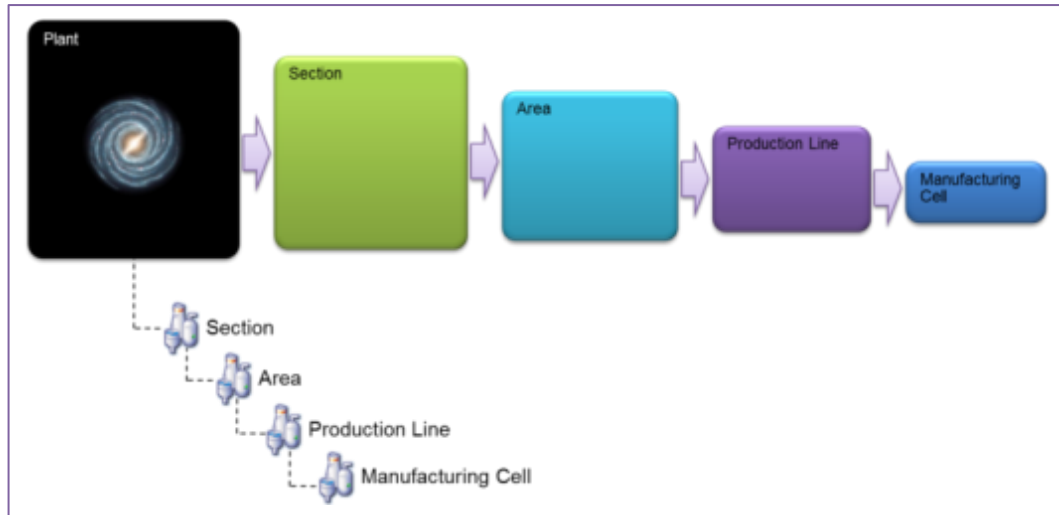 Plant
Section
Area
Production Line
Manufacturing
Cell
Section
Area
Production Line
Manufacturing Cell